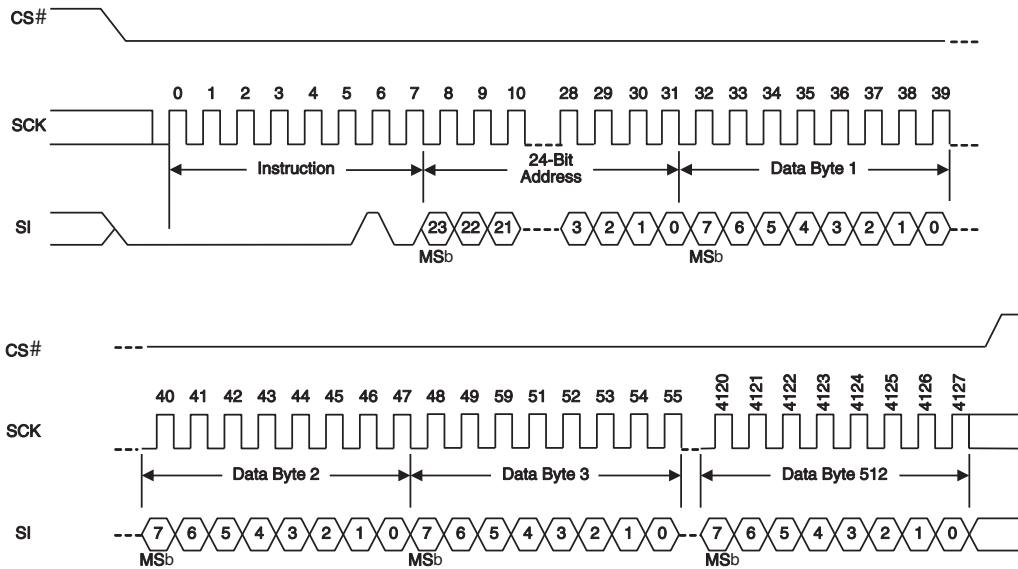 CS#
0 1 2 3 4 5 6 7 8 9 10 28 29 30 31 32 33 34 35 36 37 38 39
SCK
Instruction 24-Bit Address Data Byte 1
SI 23 22 21 3 2 1 0 7 6 5 4 3 2 1 0
MSb MSb
CS#
40 41 42 43 44 45 46 47 48 49 59 51 52 53 54 55 4120 4121 4122 4123 4124 4125 4126 4127
SCK
Data Byte 2 Data Byte 3 Data Byte 512
SI 7 6 5 4 3 2 1 0 7 6 5 4 3 2 1 0 7 6 5 4 3 2 1 0
MSb MSb MSb